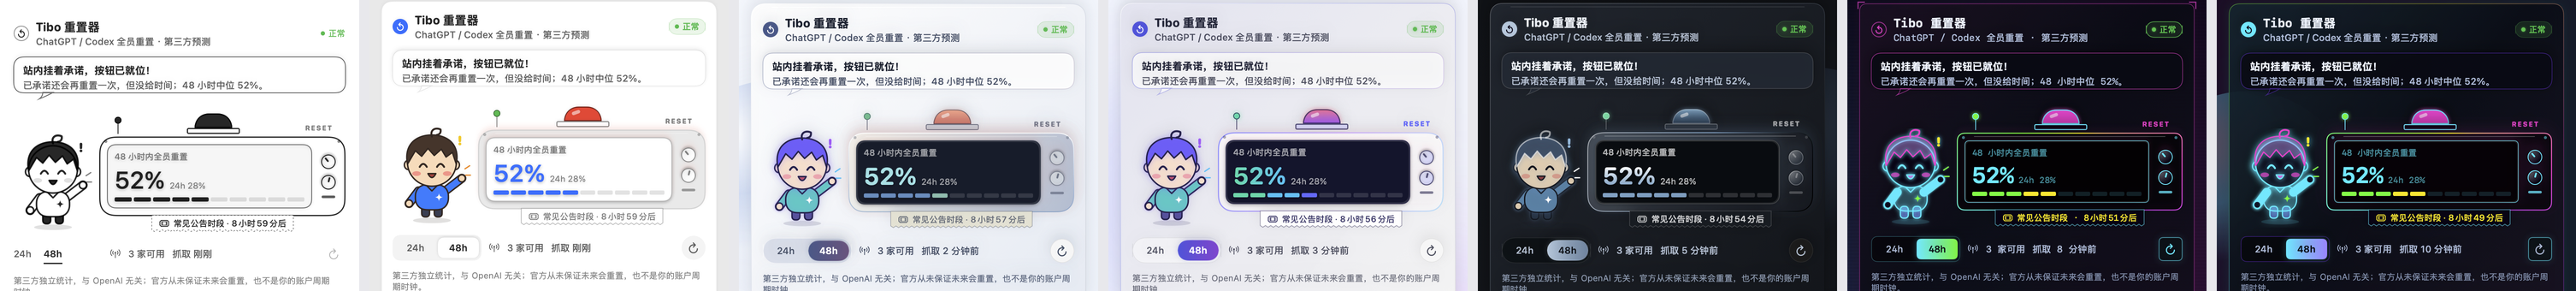 Tibo 重置器
ChatGPT / Codex 全员重置 · 第三方预测
正常
站内挂着承诺，按钮已就位！
已承诺还会再重置一次，但没给时间；48 小时中位 52%。
RESET
48 小时内全员重置
52% 24h 28%
常见公告时段 · 8小时59分后
24h 48h 3 家可用 抓取 刚刚
第三方独立统计，与 OpenAI 无关；官方从未保证未来会重置，也不是你的账户周期
时钟。
Tibo 重置器
ChatGPT / Codex 全员重置 · 第三方预测
正常
站内挂着承诺，按钮已就位！
已承诺还会再重置一次，但没给时间；48 小时中位 52%。
RESET
48 小时内全员重置
52% 24h 28%
常见公告时段 · 8小时59分后
24h 48h 3 家可用 抓取 刚刚
第三方独立统计，与 OpenAI 无关；官方从未保证未来会重置，也不是你的账户周
期时钟。
Tibo 重置器
ChatGPT / Codex 全员重置 · 第三方预测
正常
站内挂着承诺，按钮已就位！
已承诺还会再重置一次，但没给时间；48 小时中位 52%。
RESET
48 小时内全员重置
52% 24h 28%
常见公告时段 · 8小时57分后
24h 48h 3 家可用 抓取 2 分钟前
第三方独立统计，与 OpenAI 无关；官方从未保证未来会重置，也不是你的账户周
期时钟。
Tibo 重置器
ChatGPT / Codex 全员重置 · 第三方预测
正常
站内挂着承诺，按钮已就位！
已承诺还会再重置一次，但没给时间；48 小时中位 52%。
RESET
48 小时内全员重置
52% 24h 28%
常见公告时段 · 8小时56分后
24h 48h 3 家可用 抓取 3 分钟前
第三方独立统计，与 OpenAI 无关；官方从未保证未来会重置，也不是你的账户周
期时钟。
Tibo 重置器
ChatGPT / Codex 全员重置 · 第三方预测
正常
站内挂着承诺，按钮已就位！
已承诺还会再重置一次，但没给时间；48 小时中位 52%。
RESET
48 小时内全员重置
52% 24h 28%
常见公告时段 · 8小时54分后
24h 48h 3 家可用 抓取 5 分钟前
第三方独立统计，与 OpenAI 无关；官方从未保证未来会重置，也不是你的账户周
期时钟。
Tibo 重置器
ChatGPT / Codex 全员重置 · 第三方预测
正常
站内挂着承诺，按钮已就位！
已承诺还会再重置一次，但没给时间；48 小时中位 52%。
RESET
48 小时内全员重置
52% 24h 28%
常见公告时段 · 8小时51分后
24h 48h 3 家可用 抓取 8 分钟前
第三方独立统计，与 OpenAI 无关；官方从未保证未来会重置，也不是你的账户周
期时钟。
Tibo 重置器
ChatGPT / Codex 全员重置 · 第三方预测
正常
站内挂着承诺，按钮已就位！
已承诺还会再重置一次，但没给时间；48 小时中位 52%。
RESET
48 小时内全员重置
52% 24h 28%
常见公告时段 · 8小时49分后
24h 48h 3 家可用 抓取 10 分钟前
第三方独立统计，与 OpenAI 无关；官方从未保证未来会重置，也不是你的账户周
期时钟。